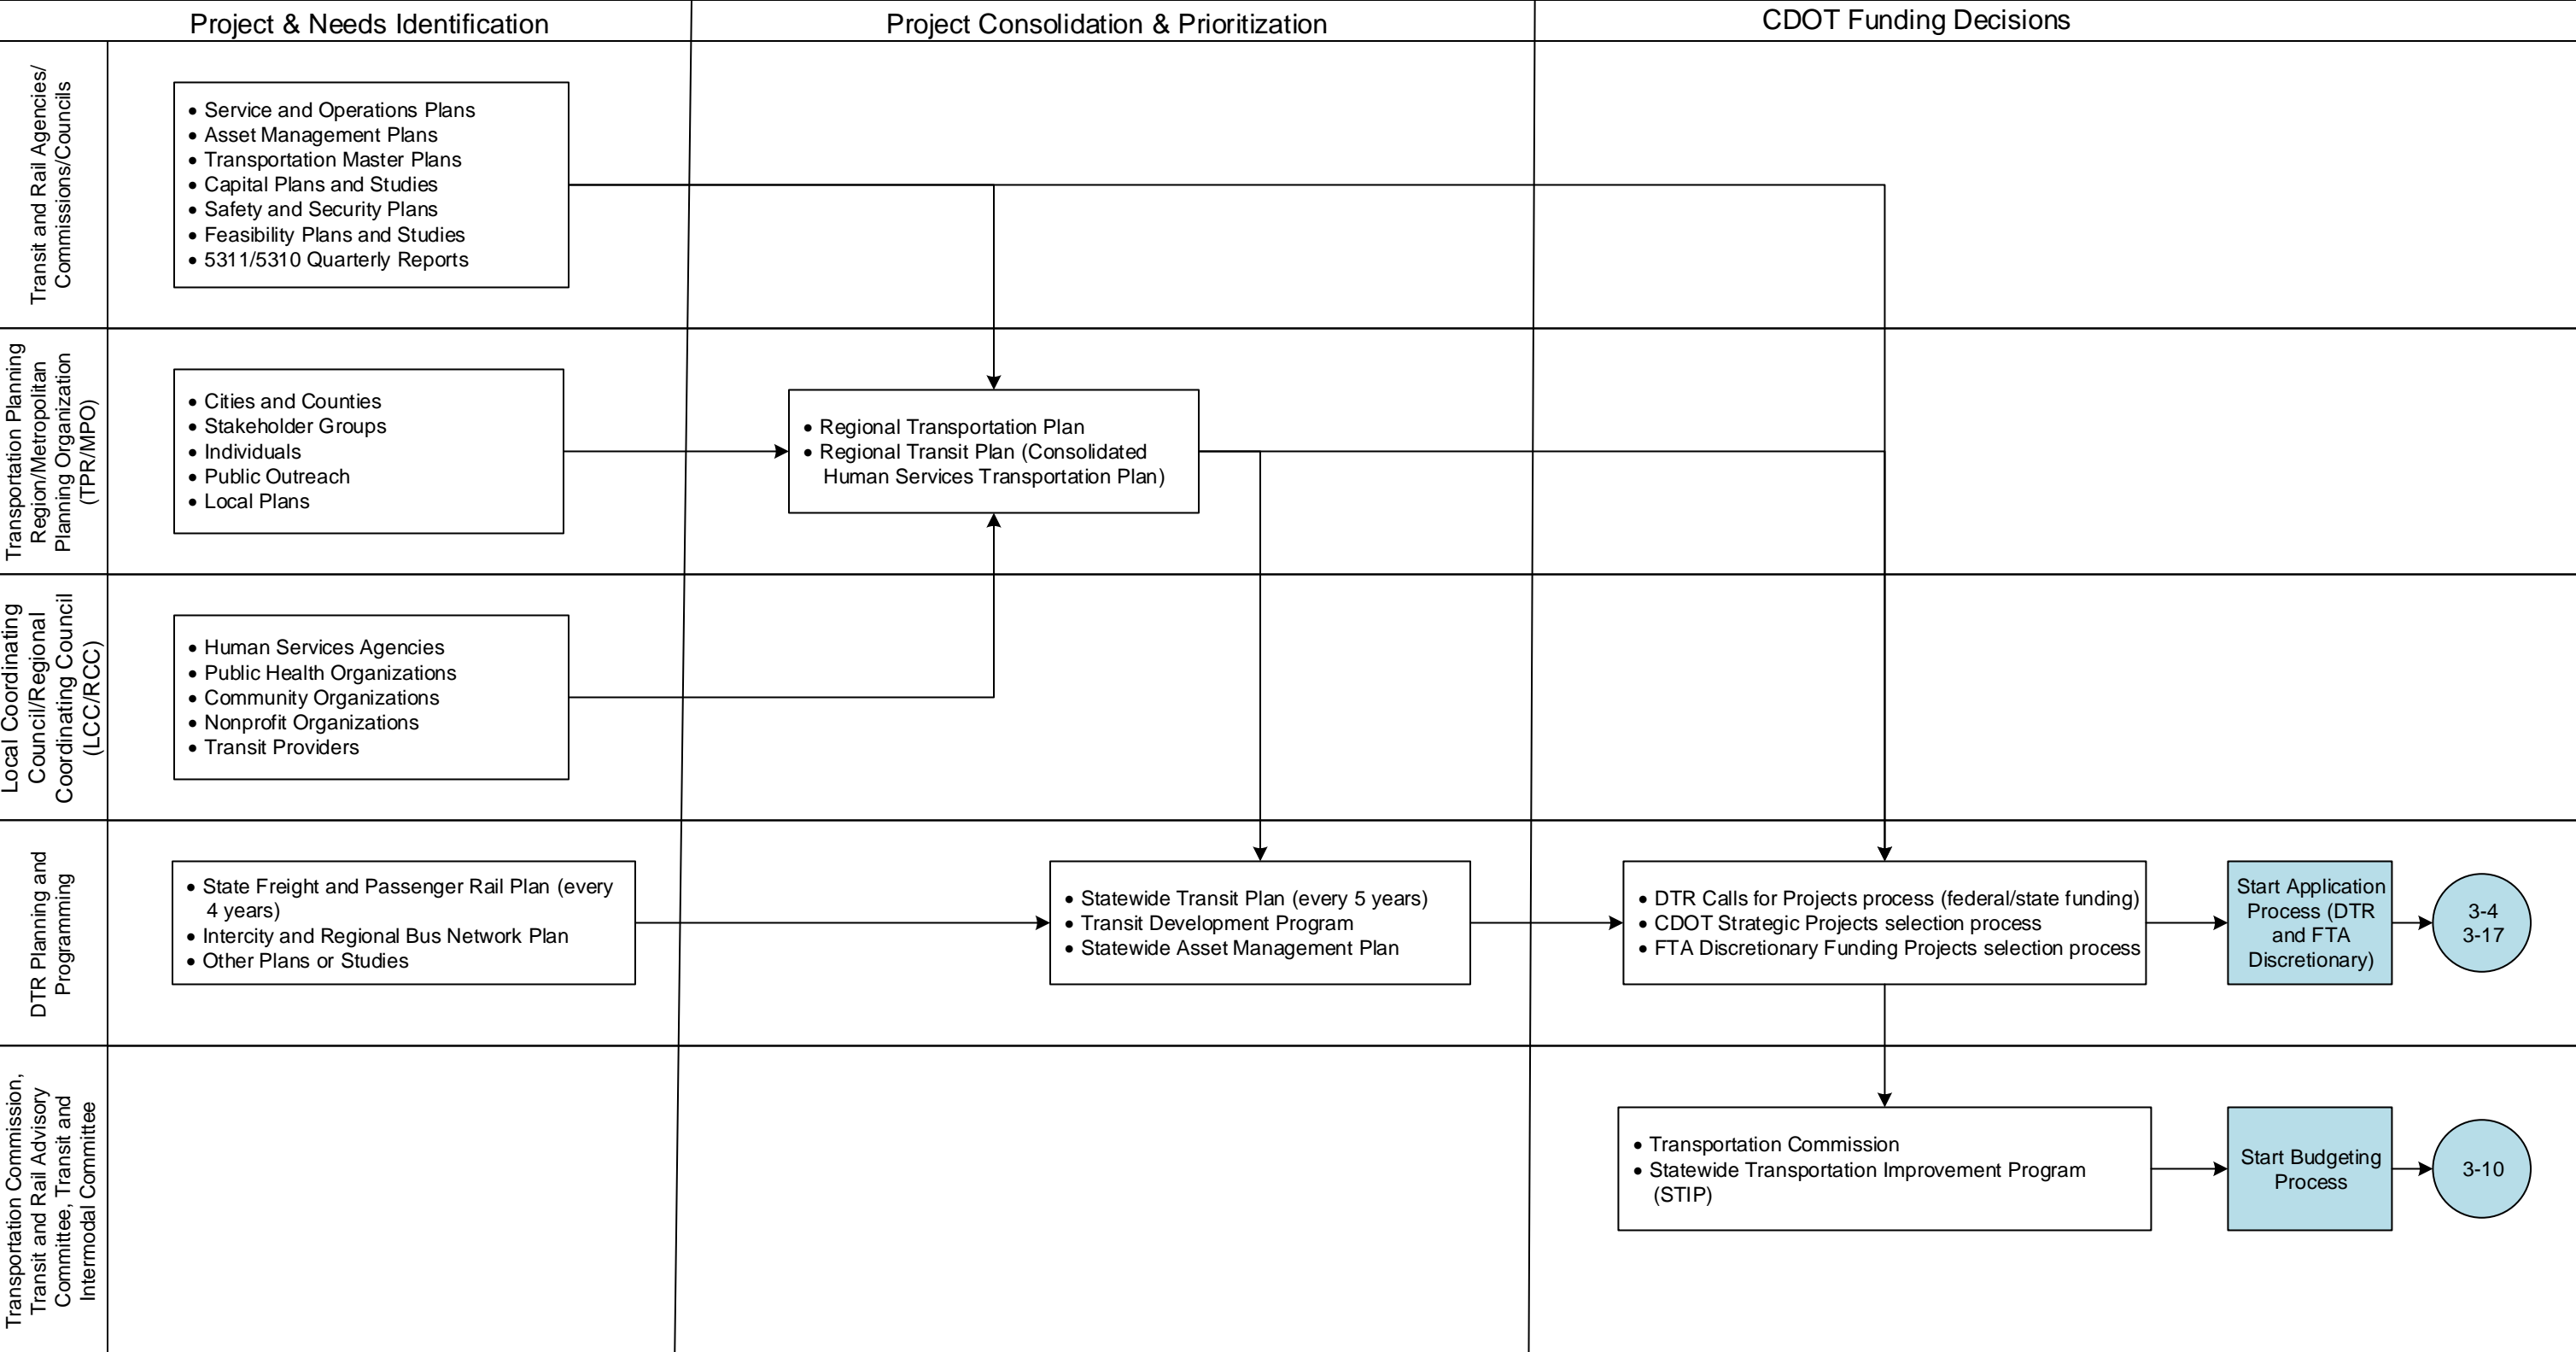 Project & Needs Identification
Project Consolidation & Prioritization
CDOT Funding Decisions
Transit and Rail Agencies/
Commissions/Councils
• Service and Operations Plans
• Asset Management Plans
• Transportation Master Plans
• Capital Plans and Studies
• Safety and Security Plans
• Feasibility Plans and Studies
• 5311/5310 Quarterly Reports
Transportation Planning
Region/Metropolitan
Planning Organization
(TPR/MPO)
• Cities and Counties
• Stakeholder Groups
• Individuals
• Public Outreach
• Local Plans
• Regional Transportation Plan
• Regional Transit Plan (Consolidated
Human Services Transportation Plan)
Local Coordinating
Council/Regional
Coordinating Council
(LCC/RCC)
• Human Services Agencies
• Public Health Organizations
• Community Organizations
• Nonprofit Organizations
• Transit Providers
DTR Planning and
Programming
• State Freight and Passenger Rail Plan (every
4 years)
• Intercity and Regional Bus Network Plan
• Other Plans or Studies
• Statewide Transit Plan (every 5 years)
• Transit Development Program
• Statewide Asset Management Plan
• DTR Calls for Projects process (federal/state funding)
• CDOT Strategic Projects selection process
• FTA Discretionary Funding Projects selection process
Start Application
Process (DTR
and FTA
Discretionary)
3-4
3-17
Transportation Commission,
Transit and Rail Advisory
Committee, Transit and
Intermodal Committee
• Transportation Commission
• Statewide Transportation Improvement Program
(STIP)
Start Budgeting
Process
3-10